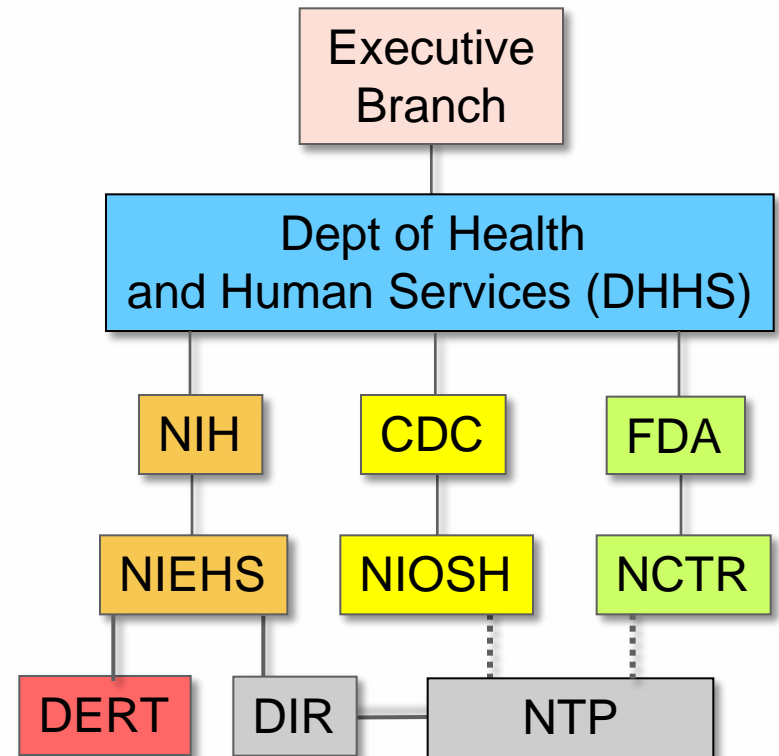 Executive
Branch
Dept of Health
and Human Services (DHHS)
NIH
CDC
FDA
NIEHS
NIOSH
NCTR
DERT
DIR
NTP